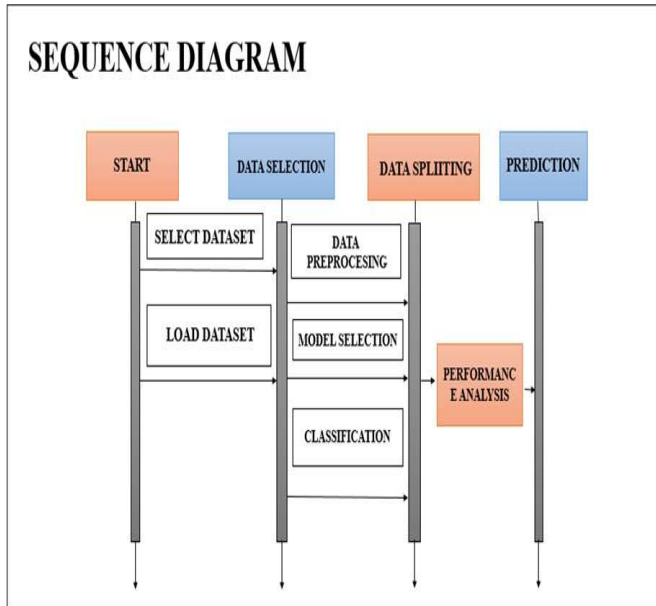 SEQUENCE DIAGRAM
START
DATA SELECTION
DATA SPLIITING
PREDICTION
SELECT DATASET
DATA
PREPROCESING
LOAD DATASET
MODEL SELECTION
PERFORMANC
E ANALYSIS
CLASSIFICATION